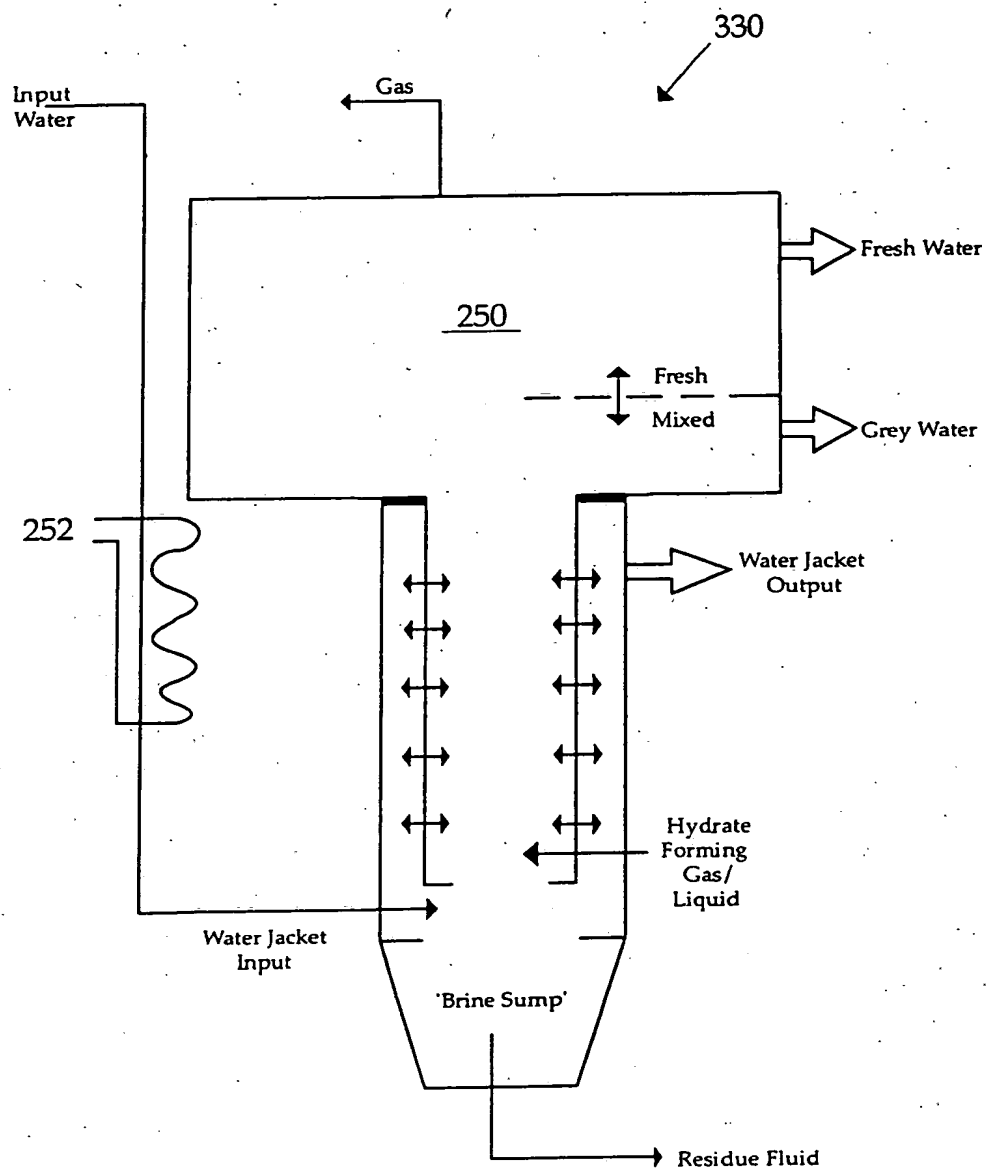 330
Gas
Input
Water
Fresh Water
250
Fresh
Mixed
Grey Water
252
Water Jacket
Output
Hydrate
Forming
Gas/
Liquid
Water Jacket
Input
'Brine Sump'
Residue Fluid